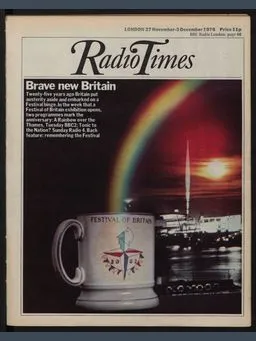 LONDON 27 November-3 December 1976 Price 11p
BBC Radio London: page 66
Radio Times
Brave new Britain
Twenty-five years ago Britain put
austerity aside and embarked on a
Festival binge. In the week that a
Festival of Britain exhibition opens,
two programmes mark the
anniversary: A Rainbow over the
Thames, Tuesday BBC2; Tonic to
the Nation? Sunday Radio 4. Back
feature: remembering the Festival
FESTIVAL OF BRITAIN